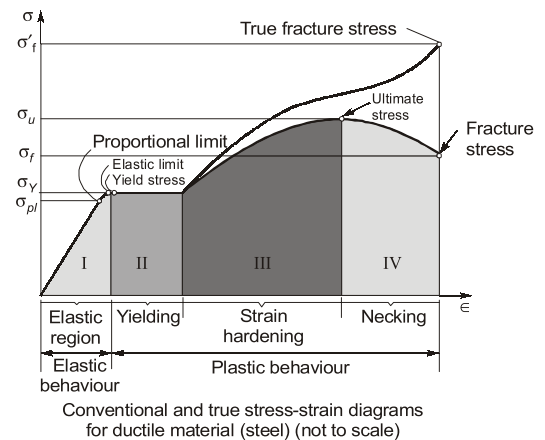 σ
True fracture stress
σ′f
Ultimate
stress
σu
Fracture
stress
Proportional limit
σf
Elastic limit
Yield stress
σY
σpl
I
II
III
IV
∈
Elastic
region
Yielding
Strain
hardening
Necking
Elastic
behaviour
Plastic behaviour
Conventional and true stress-strain diagrams
for ductile material (steel) (not to scale)